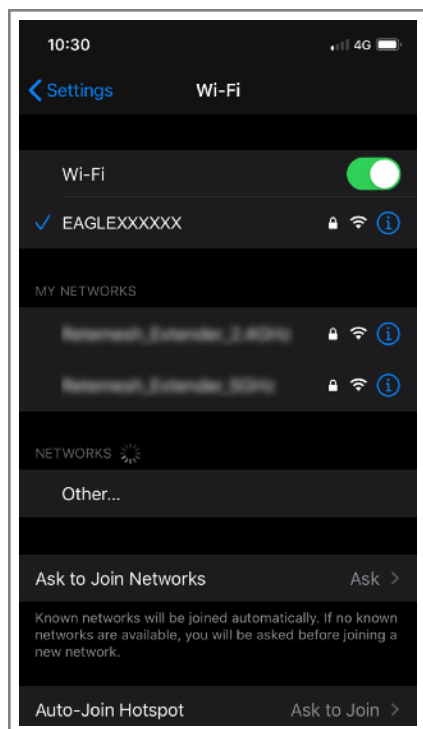 10:30 4G
Settings Wi-Fi
Wi-Fi
EAGLEXXXXXX
MY NETWORKS
NETWORKS
Other...
Ask to Join Networks Ask
Known networks will be joined automatically. If no known
networks are available, you will be asked before joining a
new network.
Auto-Join Hotspot Ask to Join